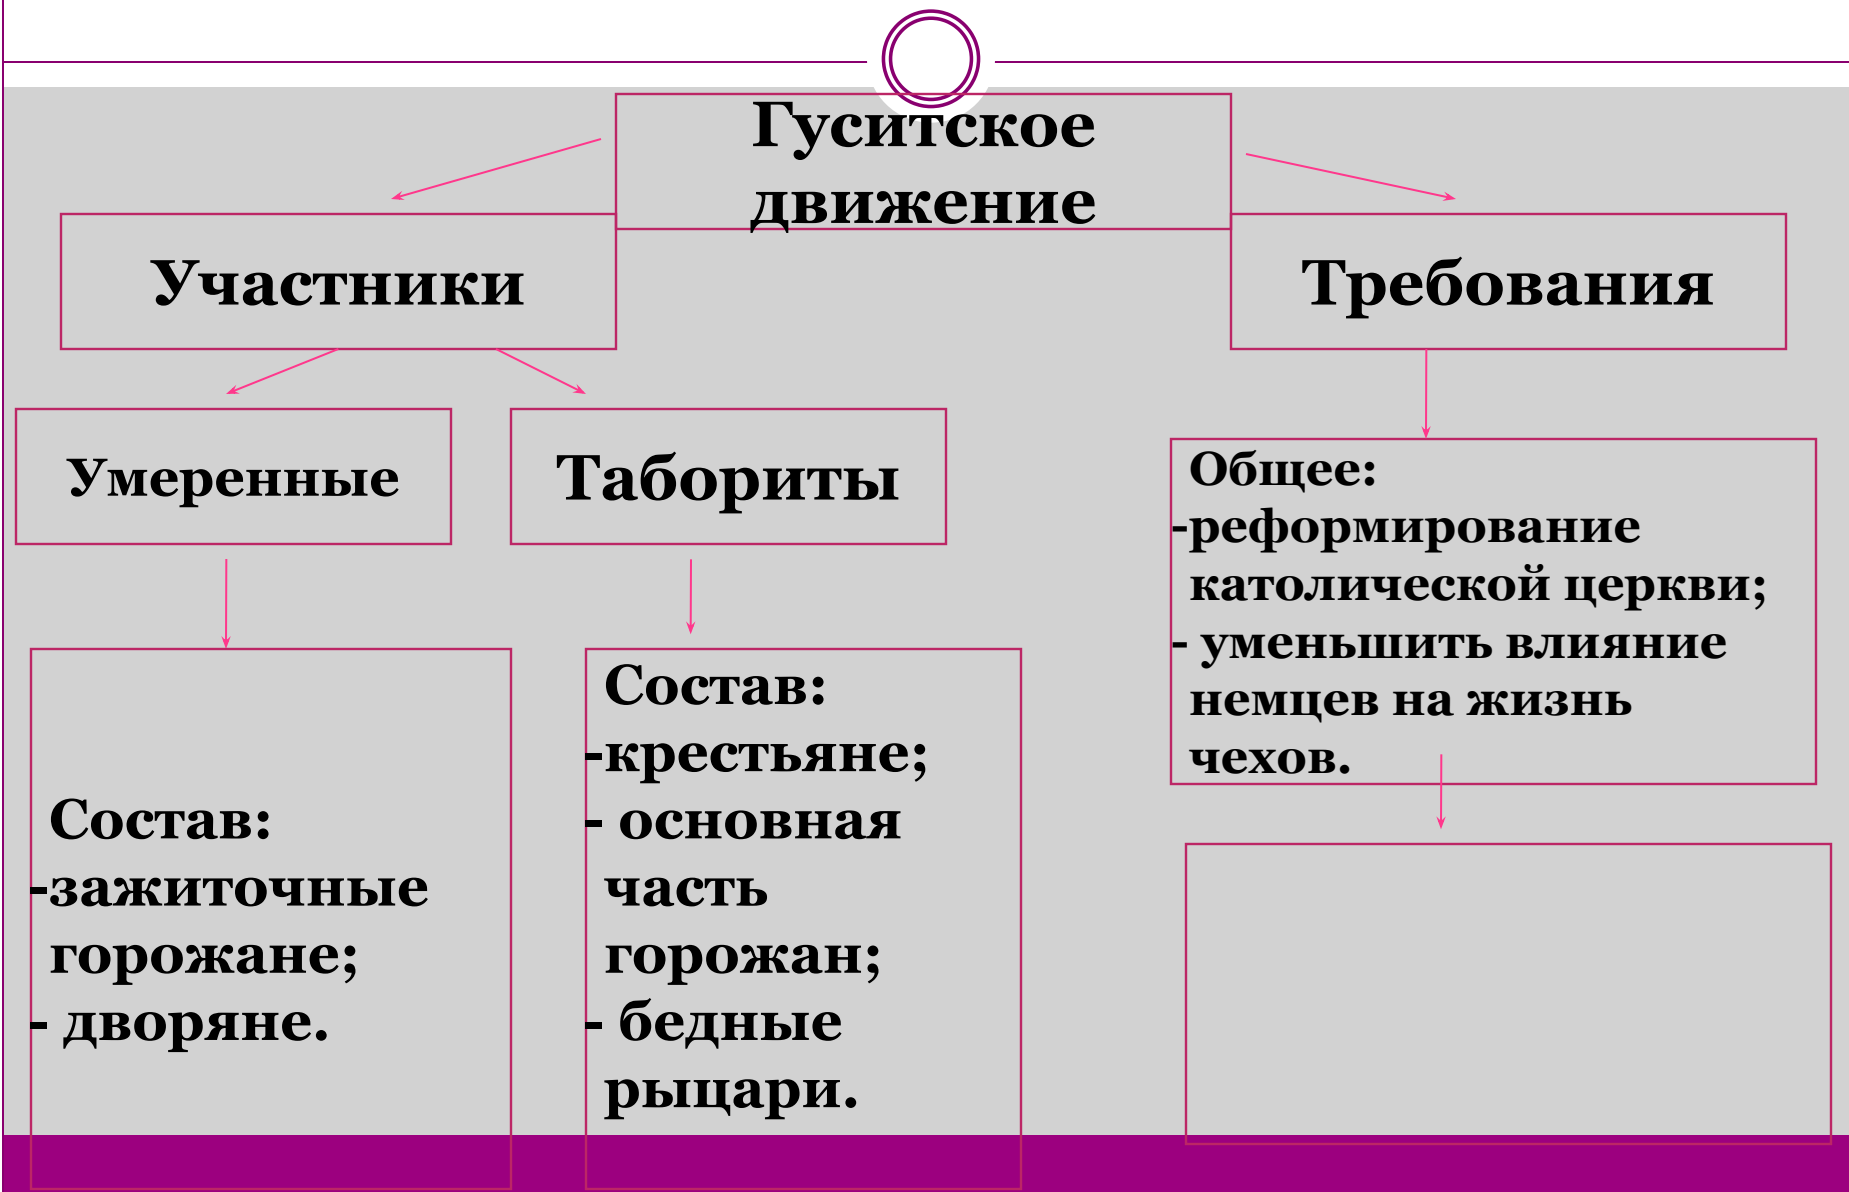 Гуситское
движение
Участники
Требования
Умеренные
Табориты
Общее:
-реформирование
католической церкви;
- уменьшить влияние
немцев на жизнь
чехов.
Состав:
-зажиточные
горожане;
- дворяне.
Состав:
-крестьяне;
- основная
часть
горожан;
- бедные
рыцари.